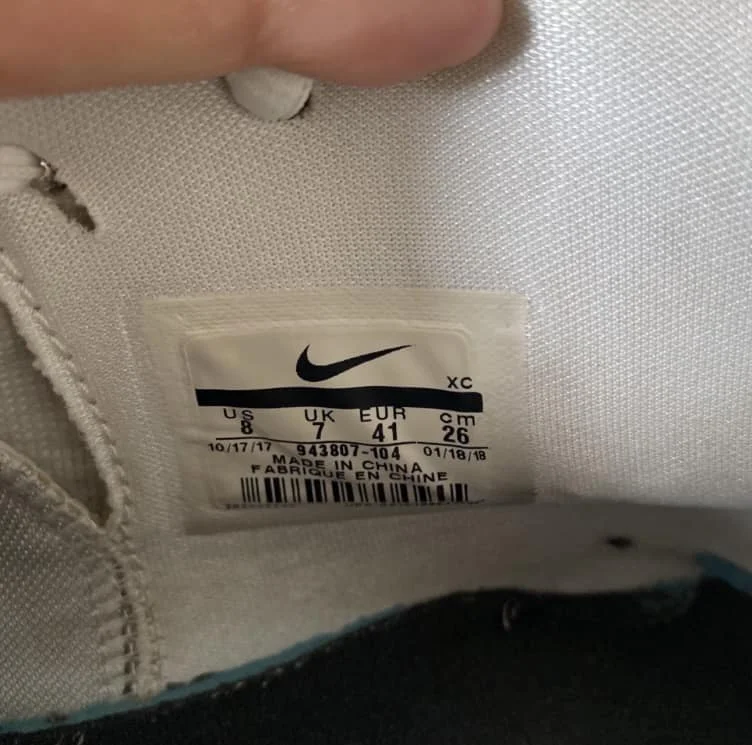 XC
US UK EUR cm
8 7 41 26
10/17/17 943807-104 01/18/18
MADE IN CHINA
FABRIQUE EN CHINE